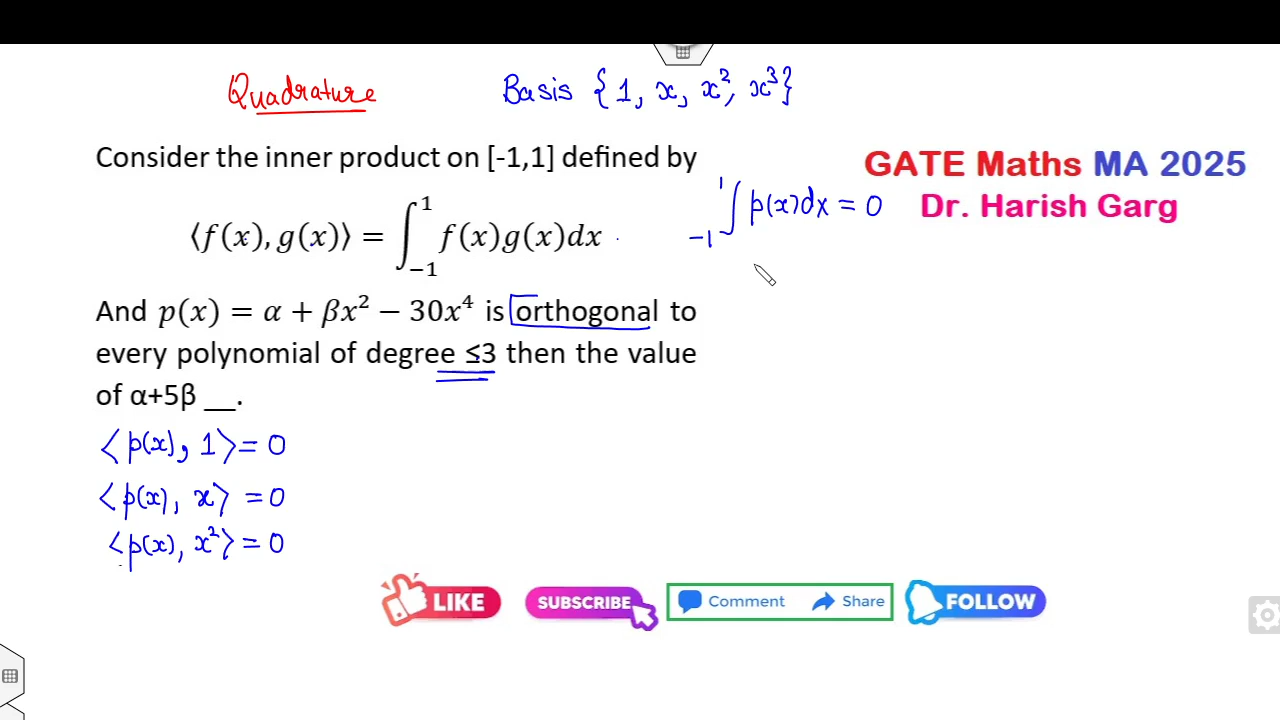 Quadrature Basis {1, x, x², x³}
Consider the inner product on [-1,1] defined by
GATE Maths MA 2025
Dr. Harish Garg
⟨f(x), g(x)⟩ = ∫₋₁¹ f(x)g(x)dx
∫₋₁¹ p(x)dx = 0
And p(x) = α + βx² − 30x⁴ is orthogonal to
every polynomial of degree ≤3 then the value
of α+5β __.
⟨p(x), 1⟩ = 0
⟨p(x), x⟩ = 0
⟨p(x), x²⟩ = 0
LIKE SUBSCRIBE Comment Share FOLLOW